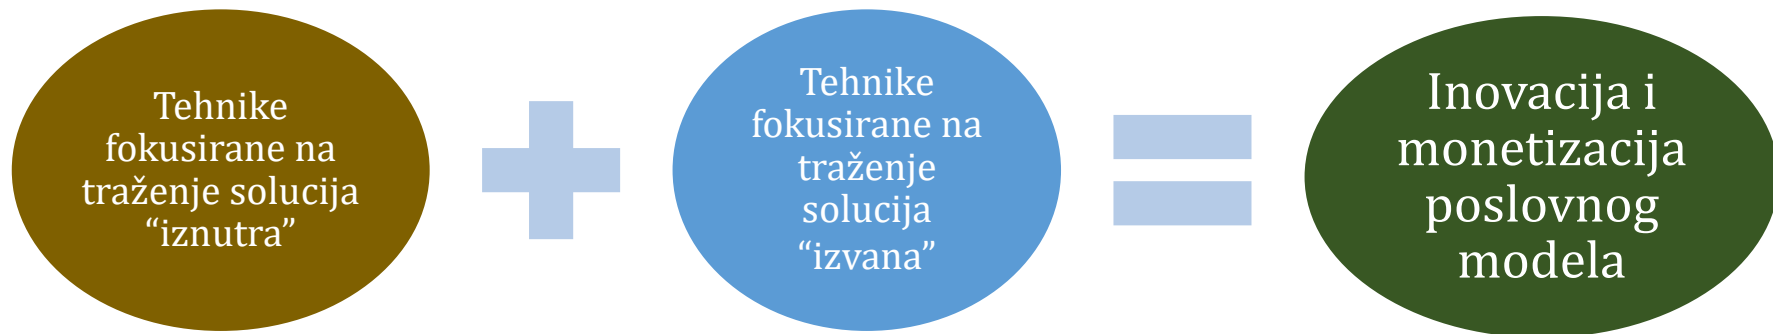 Tehnike
fokusirane na
traženje solucija
“iznutra”
Tehnike
fokusirane na
traženje
solucija
“izvana”
Inovacija i
monetizacija
poslovnog
modela